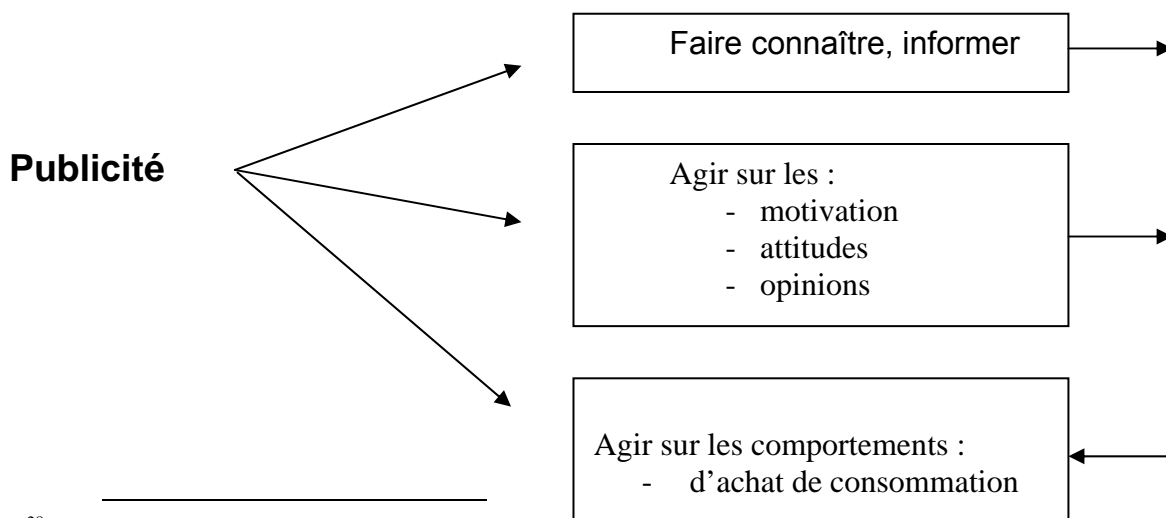 Faire connaître, informer
Publicité
Agir sur les :
- motivation
- attitudes
- opinions
Agir sur les comportements :
- d’achat de consommation